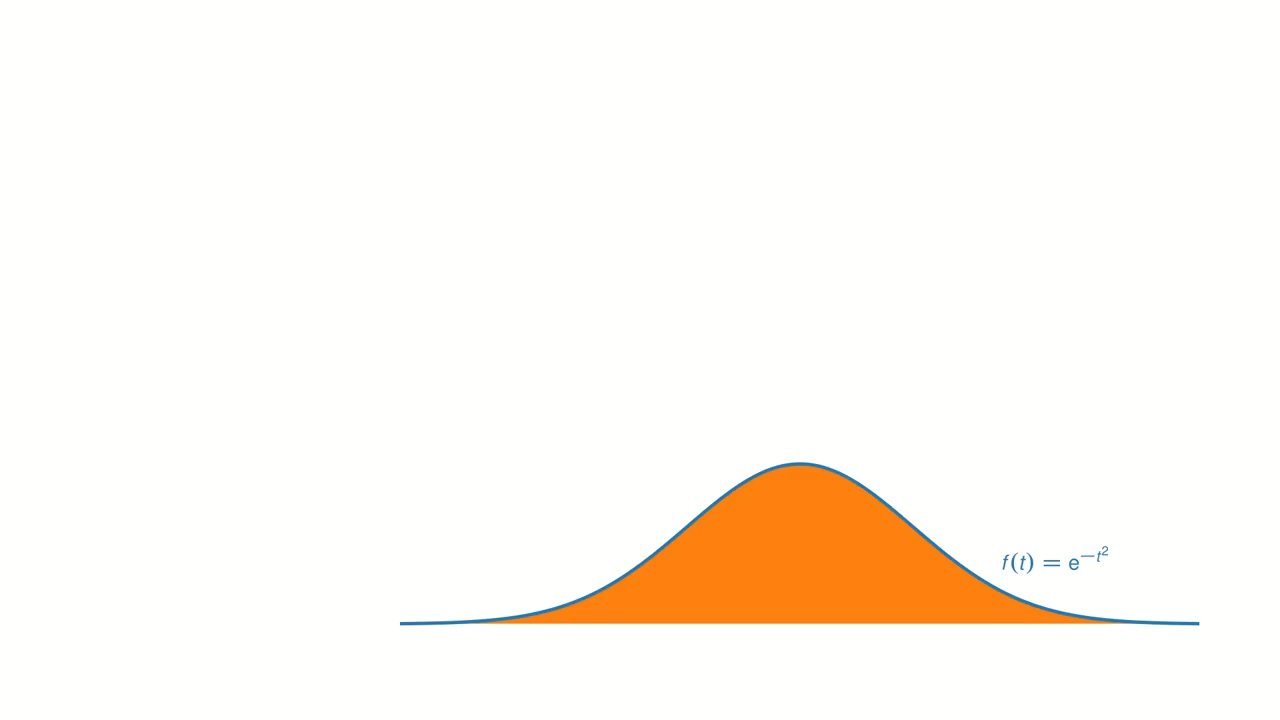 f(t) = e^{−t^2}